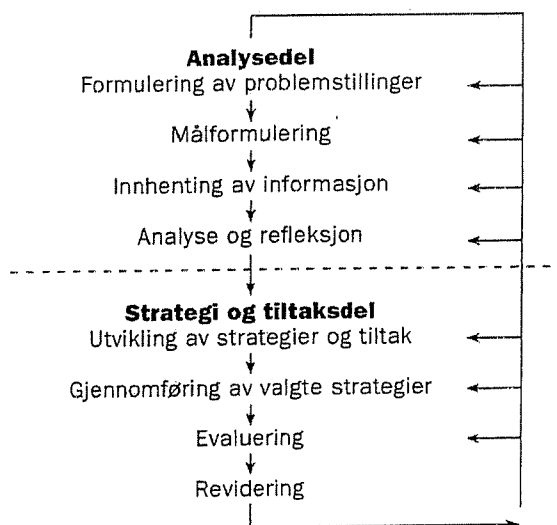 Analysedel
Formulering av problemstillinger
Målformulering
Innhenting av informasjon
Analyse og refleksjon
Strategi og tiltaksdel
Utvikling av strategier og tiltak
Gjennomføring av valgte strategier
Evaluering
Revidering